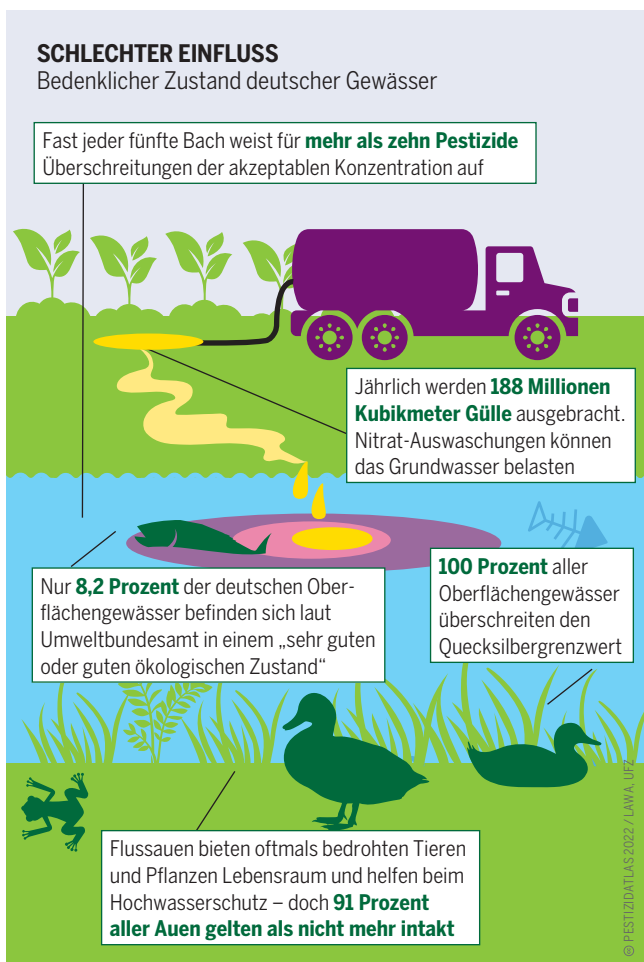 SCHLECHTER EINFLUSS
Bedenklicher Zustand deutscher Gewässer
Fast jeder fünfte Bach weist für mehr als zehn Pestizide
Überschreitungen der akzeptablen Konzentration auf
Jährlich werden 188 Millionen
Kubikmeter Gülle ausgebracht.
Nitrat-Auswaschungen können
das Grundwasser belasten
Nur 8,2 Prozent der deutschen Ober-
flächengewässer befinden sich laut
Umweltbundesamt in einem „sehr guten
oder guten ökologischen Zustand“
100 Prozent aller
Oberflächengewässer
überschreiten den
Quecksilbergrenzwert
Flussauen bieten oftmals bedrohten Tieren
und Pflanzen Lebensraum und helfen beim
Hochwasserschutz – doch 91 Prozent
aller Auen gelten als nicht mehr intakt
PESTIZIDATLAS 2022 / LAWA, UFZ